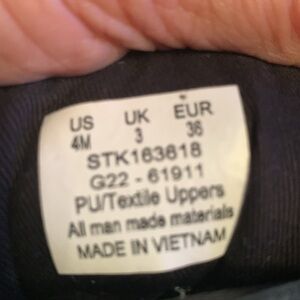 US UK EUR
4M 3 36
STK163618
G22 - 61911
PU/Textile Uppers
All man made materials
MADE IN VIETNAM